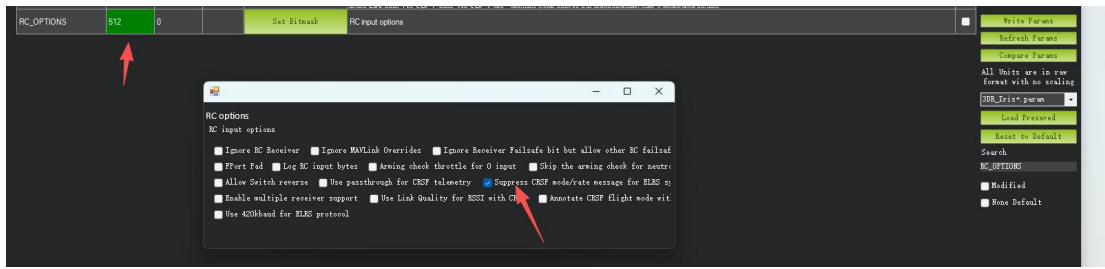 RC_OPTIONS 512 0 Set Bitmask RC input options
Write Params
Refresh Params
Compare Params
All Units are in raw
format with no scaling
3DR_Iris+.param
Load Presaved
Reset to Default
Search
RC_OPTIONS
Modified
None Default
RC options
RC input options
Ignore RC Receiver Ignore MAVLink Overrides Ignore Receiver Failsafe bit but allow other RC failsaf
FPort Pad Log RC input bytes Arming check throttle for 0 input Skip the arming check for neutr
Allow Switch reverse Use passthrough for CRSF telemetry Suppress CRSF mode/rate message for ELRS sy
Enable multiple receiver support Use Link Quality for RSSI with CR Annotate CRSF flight mode wit
Use 420kbaud for ELRS protocol